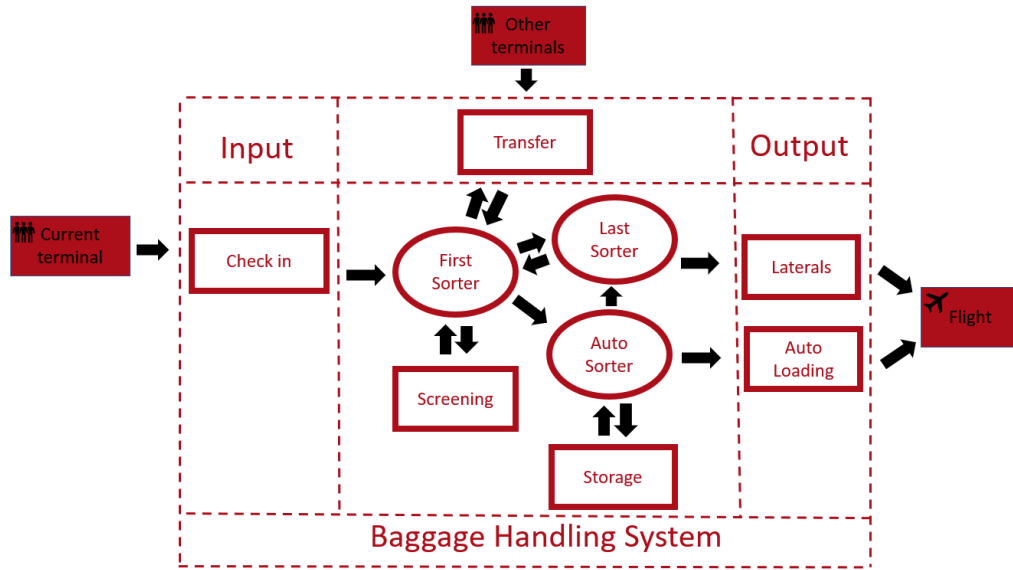 Other
terminals
Input
Transfer
Output
Current
terminal
Check in
First
Sorter
Last
Sorter
Laterals
Flight
Auto
Sorter
Auto
Loading
Screening
Storage
Baggage Handling System